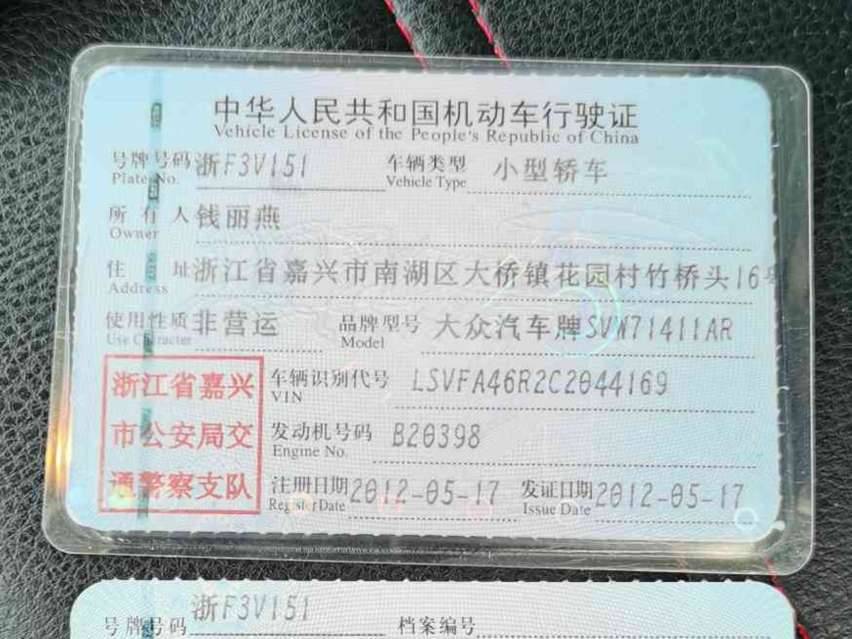 中华人民共和国机动车行驶证
Vehicle License of the People's Republic of China
号牌号码 浙F3V151 车辆类型 小型轿车
Plate No. Vehicle Type
所有人 钱丽燕
Owner
住址 浙江省嘉兴市南湖区大桥镇花园村竹桥头16号
Address
使用性质 非营运 品牌型号 大众汽车牌SVW71411AR
Use Character Model
浙江省嘉兴
市公安局交
通警察支队
车辆识别代号 LSVFA46R2C2044169
VIN
发动机号码 B20398
Engine No.
注册日期 2012-05-17 发证日期 2012-05-17
Register Date Issue Date
号牌号码 浙F3V151 档案编号